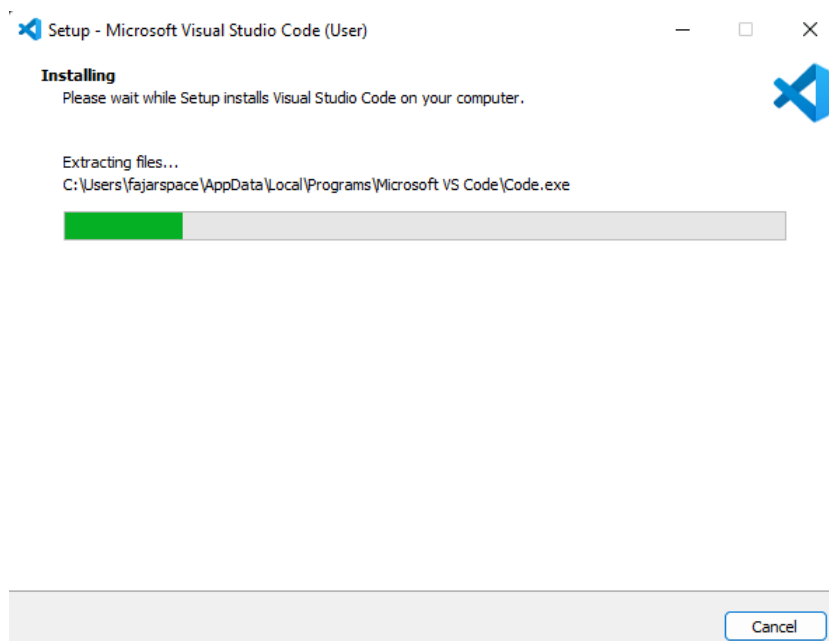 Setup - Microsoft Visual Studio Code (User)
Installing
Please wait while Setup installs Visual Studio Code on your computer.
Extracting files...
C:\Users\fajarspace\AppData\Local\Programs\Microsoft VS Code\Code.exe
Cancel